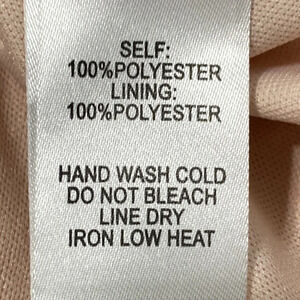 SELF:
100%POLYESTER
LINING:
100%POLYESTER
HAND WASH COLD
DO NOT BLEACH
LINE DRY
IRON LOW HEAT